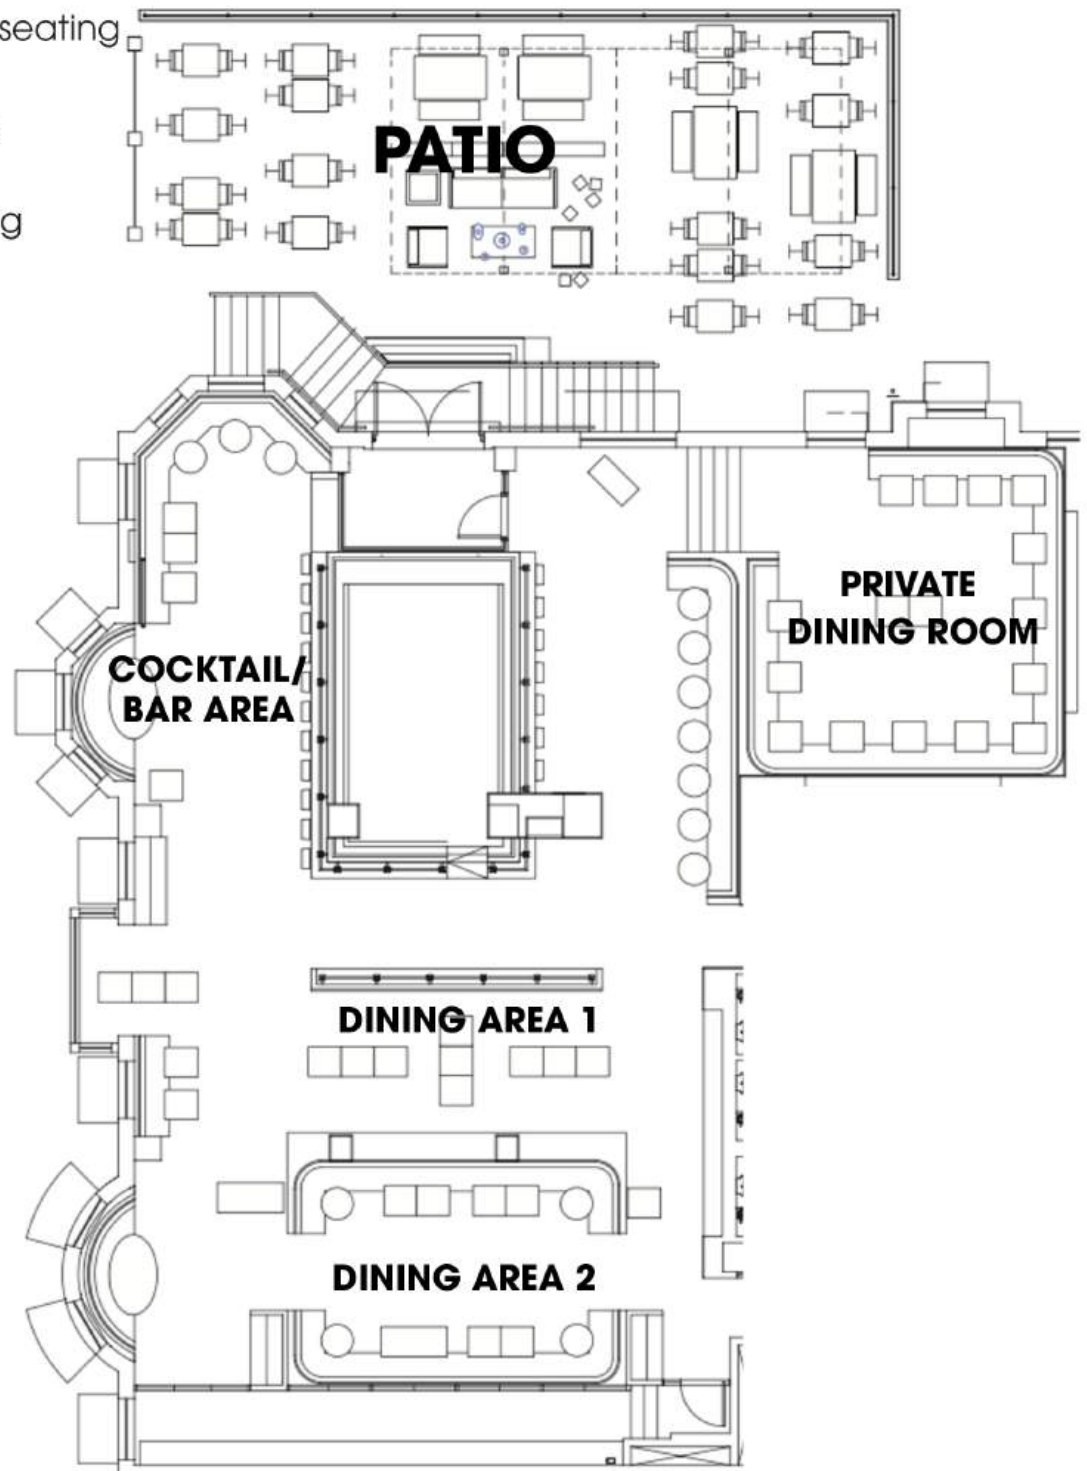 seating
g
PATIO
PRIVATE
DINING ROOM
COCKTAIL/
BAR AREA
DINING AREA 1
DINING AREA 2